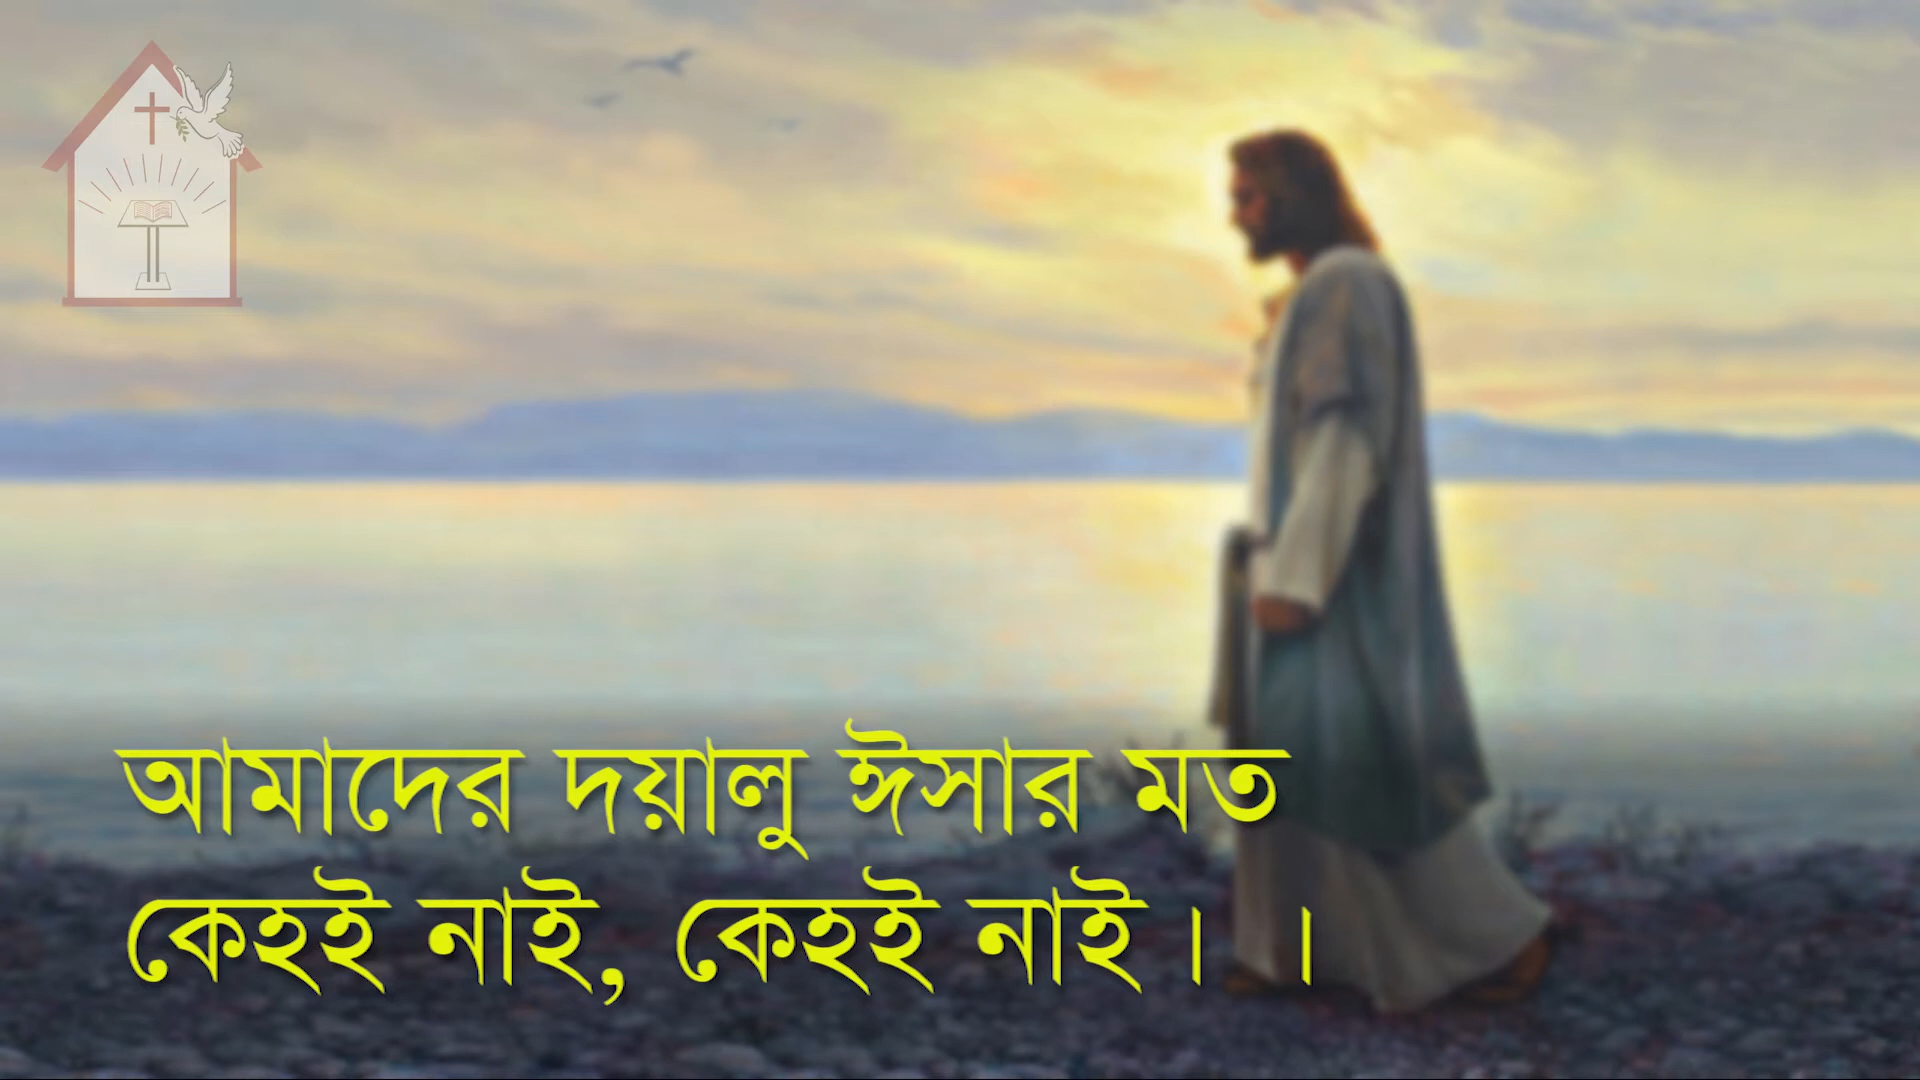 আমাদের দয়ালু ঈসার মত
কেহই নাই, কেহই নাই। ।